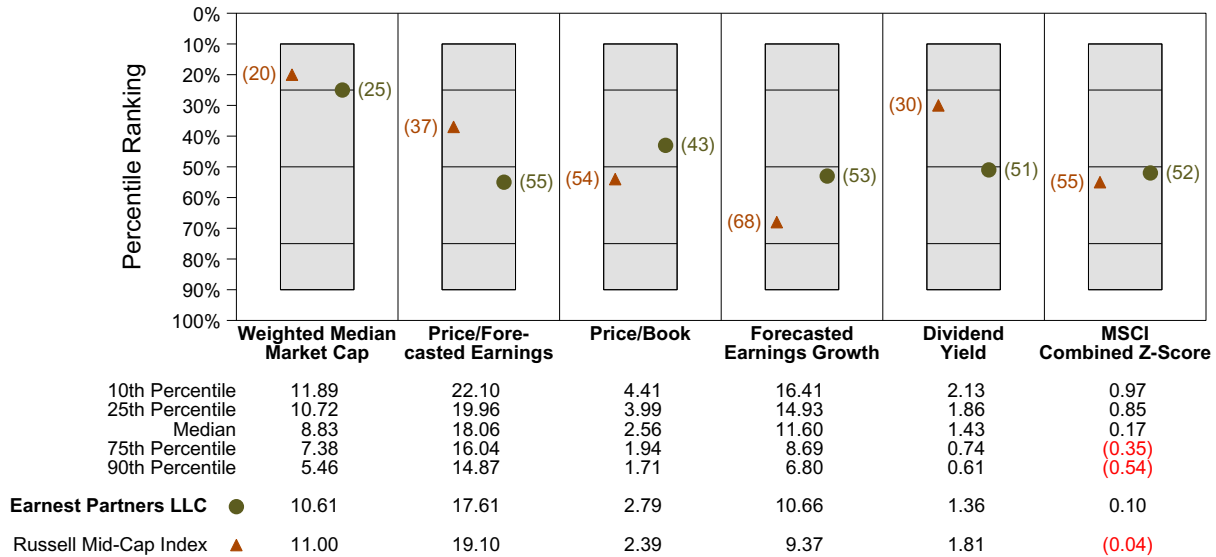 Percentile Ranking
0%
10%
20%
30%
40%
50%
60%
70%
80%
90%
100%
(20)
(25)
(37)
(55)
(54)
(43)
(68)
(53)
(30)
(51)
(55)
(52)
Weighted Median
Market Cap
Price/Fore-
casted Earnings
Price/Book
Forecasted
Earnings Growth
Dividend
Yield
MSCI
Combined Z-Score
10th Percentile 11.89 22.10 4.41 16.41 2.13 0.97
25th Percentile 10.72 19.96 3.99 14.93 1.86 0.85
Median 8.83 18.06 2.56 11.60 1.43 0.17
75th Percentile 7.38 16.04 1.94 8.69 0.74 (0.35)
90th Percentile 5.46 14.87 1.71 6.80 0.61 (0.54)
Earnest Partners LLC 10.61 17.61 2.79 10.66 1.36 0.10
Russell Mid-Cap Index 11.00 19.10 2.39 9.37 1.81 (0.04)